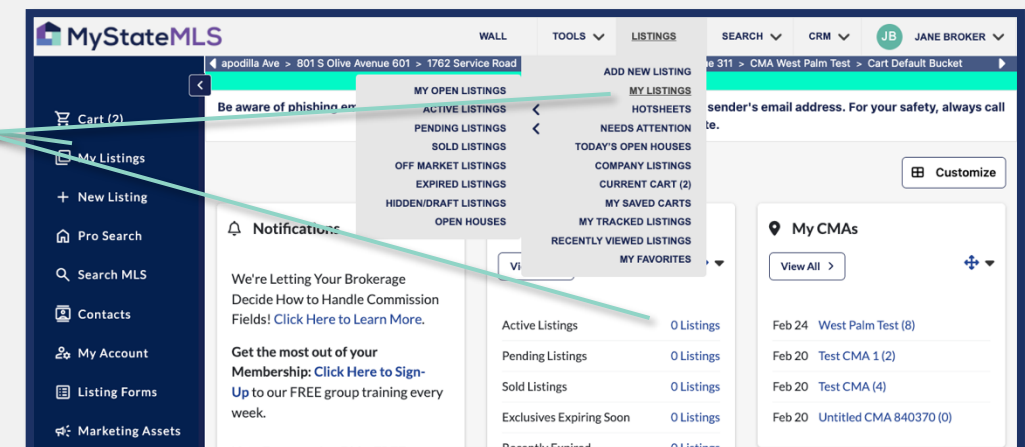 MyStateMLS
WALL
TOOLS
LISTINGS
SEARCH
CRM
JB
JANE BROKER
apodilla Ave > 801 S Olive Avenue 601 > 1762 Service Road
e 311 > CMA West Palm Test > Cart Default Bucket
ADD NEW LISTING
MY LISTINGS
HOTSHEETS
NEEDS ATTENTION
TODAY'S OPEN HOUSES
COMPANY LISTINGS
CURRENT CART (2)
MY SAVED CARTS
MY TRACKED LISTINGS
RECENTLY VIEWED LISTINGS
MY FAVORITES
MY OPEN LISTINGS
ACTIVE LISTINGS
PENDING LISTINGS
SOLD LISTINGS
OFF MARKET LISTINGS
EXPIRED LISTINGS
HIDDEN/DRAFT LISTINGS
OPEN HOUSES
Be aware of phishing em
sender's email address. For your safety, always call
te.
Cart (2)
My Listings
+ New Listing
Pro Search
Search MLS
Contacts
My Account
Listing Forms
Marketing Assets
Customize
Notifications
We're Letting Your Brokerage
Decide How to Handle Commission
Fields! Click Here to Learn More.
Get the most out of your
Membership: Click Here to Sign-
Up to our FREE group training every
week.
Vi
Active Listings 0 Listings
Pending Listings 0 Listings
Sold Listings 0 Listings
Exclusives Expiring Soon 0 Listings
Recently Expired 0 Listings
My CMAs
View All >
Feb 24 West Palm Test (8)
Feb 20 Test CMA 1 (2)
Feb 20 Test CMA (4)
Feb 20 Untitled CMA 840370 (0)